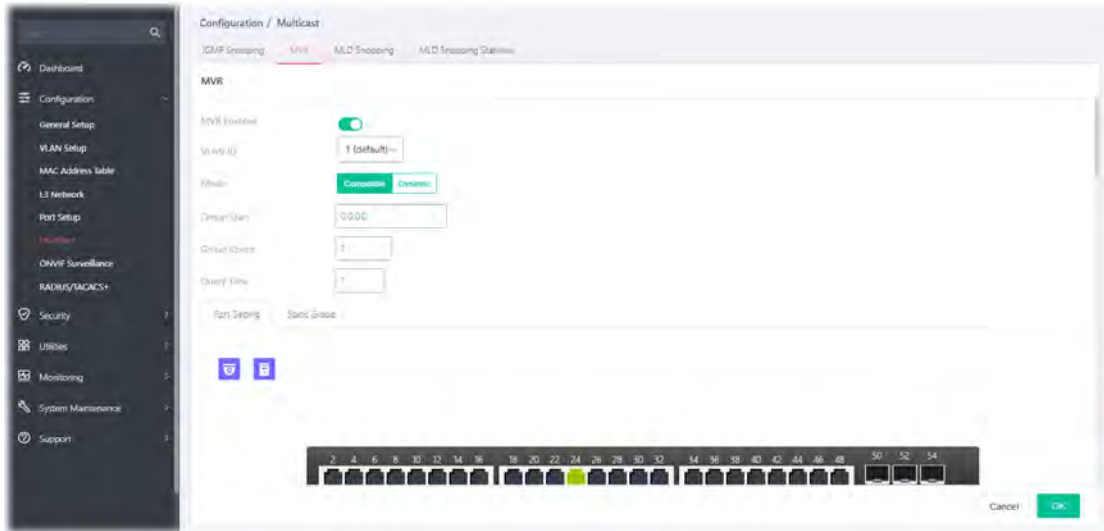 Configuration / Multicast
IGMP Snooping MVR MLD Snooping MLD Snooping Statistics
Dashboard
Configuration
General Setup
VLAN Setup
MAC Address Table
L3 Network
Port Setup
Multicast
ONVIF Surveillance
RADIUS/TACACS+
Security
Utilities
Monitoring
System Maintenance
Support
MVR
MVR Enabled
VLAN ID
1 (default)
Mode
Compatible Dynamic
Group Start
0.0.0.0
Group Count
1
Query Time
1
Port Setting Static Group
2 4 6 8 10 12 14 16 18 20 22 24 26 28 30 32 34 36 38 40 42 44 46 48 50 52 54
Cancel OK